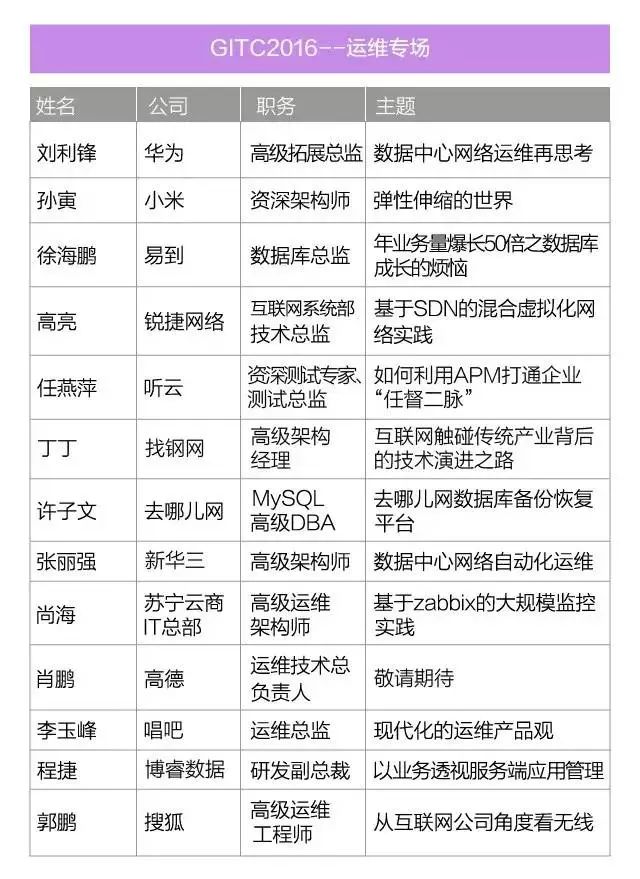 GITC2016--运维专场
姓名 公司 职务 主题
刘利锋 华为 高级拓展总监 数据中心网络运维再思考
孙寅 小米 资深架构师 弹性伸缩的世界
徐海鹏 易到 数据库总监 年业务量爆长50倍之数据库
成长的烦恼
高亮 锐捷网络 互联网系统部
技术总监 基于SDN的混合虚拟化网
络实践
任燕萍 听云 资深测试专家、
测试总监 如何利用APM打通企业
“任督二脉”
丁丁 找钢网 高级架构
经理 互联网触碰传统产业背后
的技术演进之路
许子文 去哪儿网 MySQL
高级DBA 去哪儿网数据库备份恢复
平台
张丽强 新华三 高级架构师 数据中心网络自动化运维
尚海 苏宁云商
IT总部 高级运维
架构师 基于zabbix的大规模监控
实践
肖鹏 高德 运维技术总
负责人 敬请期待
李玉峰 唱吧 运维总监 现代化的运维产品观
程捷 博睿数据 研发副总裁 以业务透视服务端应用管理
郭鹏 搜狐 高级运维
工程师 从互联网公司角度看无线